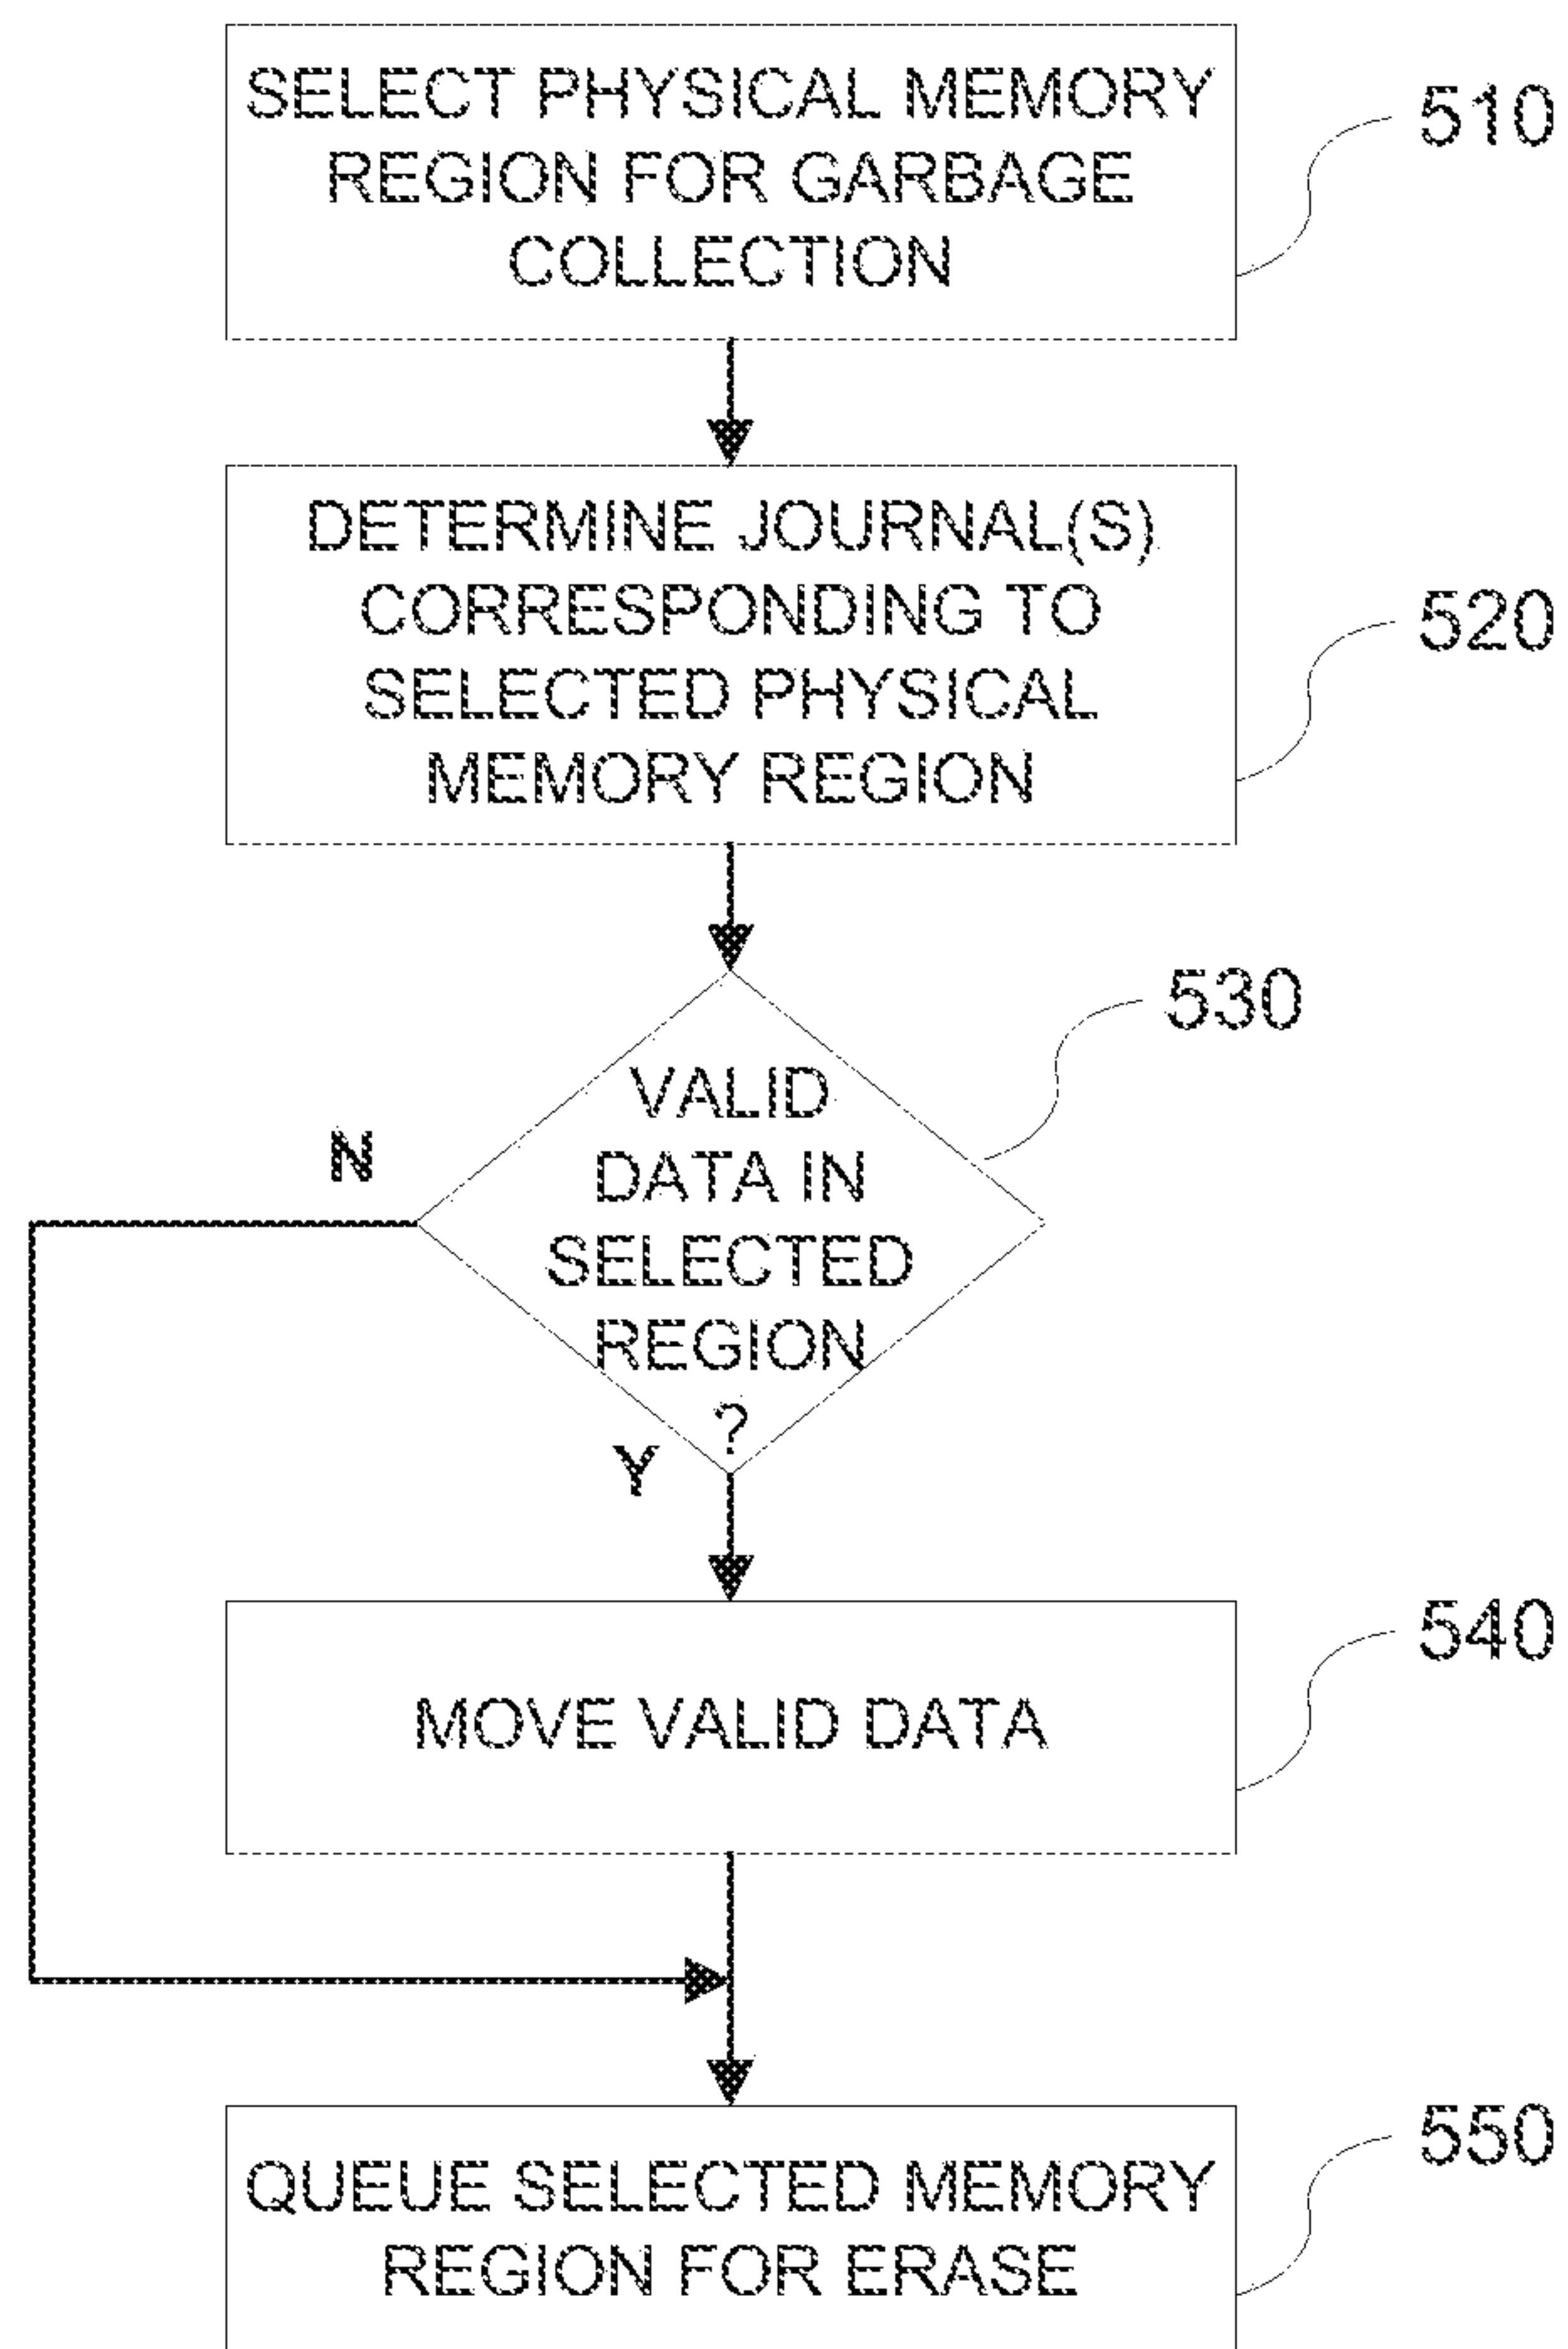 SELECT PHYSICAL MEMORY
REGION FOR GARBAGE
COLLECTION
510
DETERMINE JOURNAL(S)
CORRESPONDING TO
SELECTED PHYSICAL
MEMORY REGION
520
530
VALID
DATA IN
SELECTED
REGION
?
N
Y
MOVE VALID DATA
540
QUEUE SELECTED MEMORY
REGION FOR ERASE
550